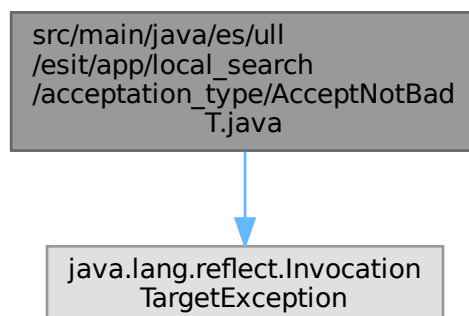 src/main/java/es/ull
/esit/app/local_search
/acceptation_type/AcceptNotBad
T.java
java.lang.reflect.Invocation
TargetException